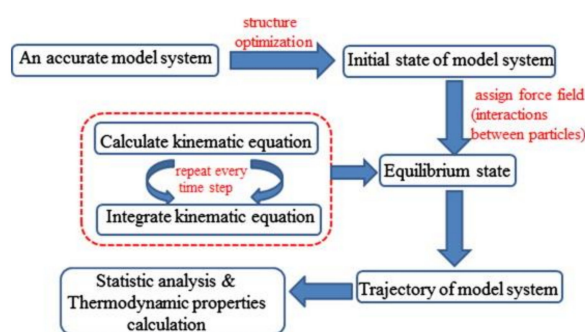 structure
optimization
An accurate model system
Initial state of model system
assign force field
(interactions
between particles)
Calculate kinematic equation
repeat every
time step
Integrate kinematic equation
Equilibrium state
Trajectory of model system
Statistic analysis &
Thermodynamic properties
calculation